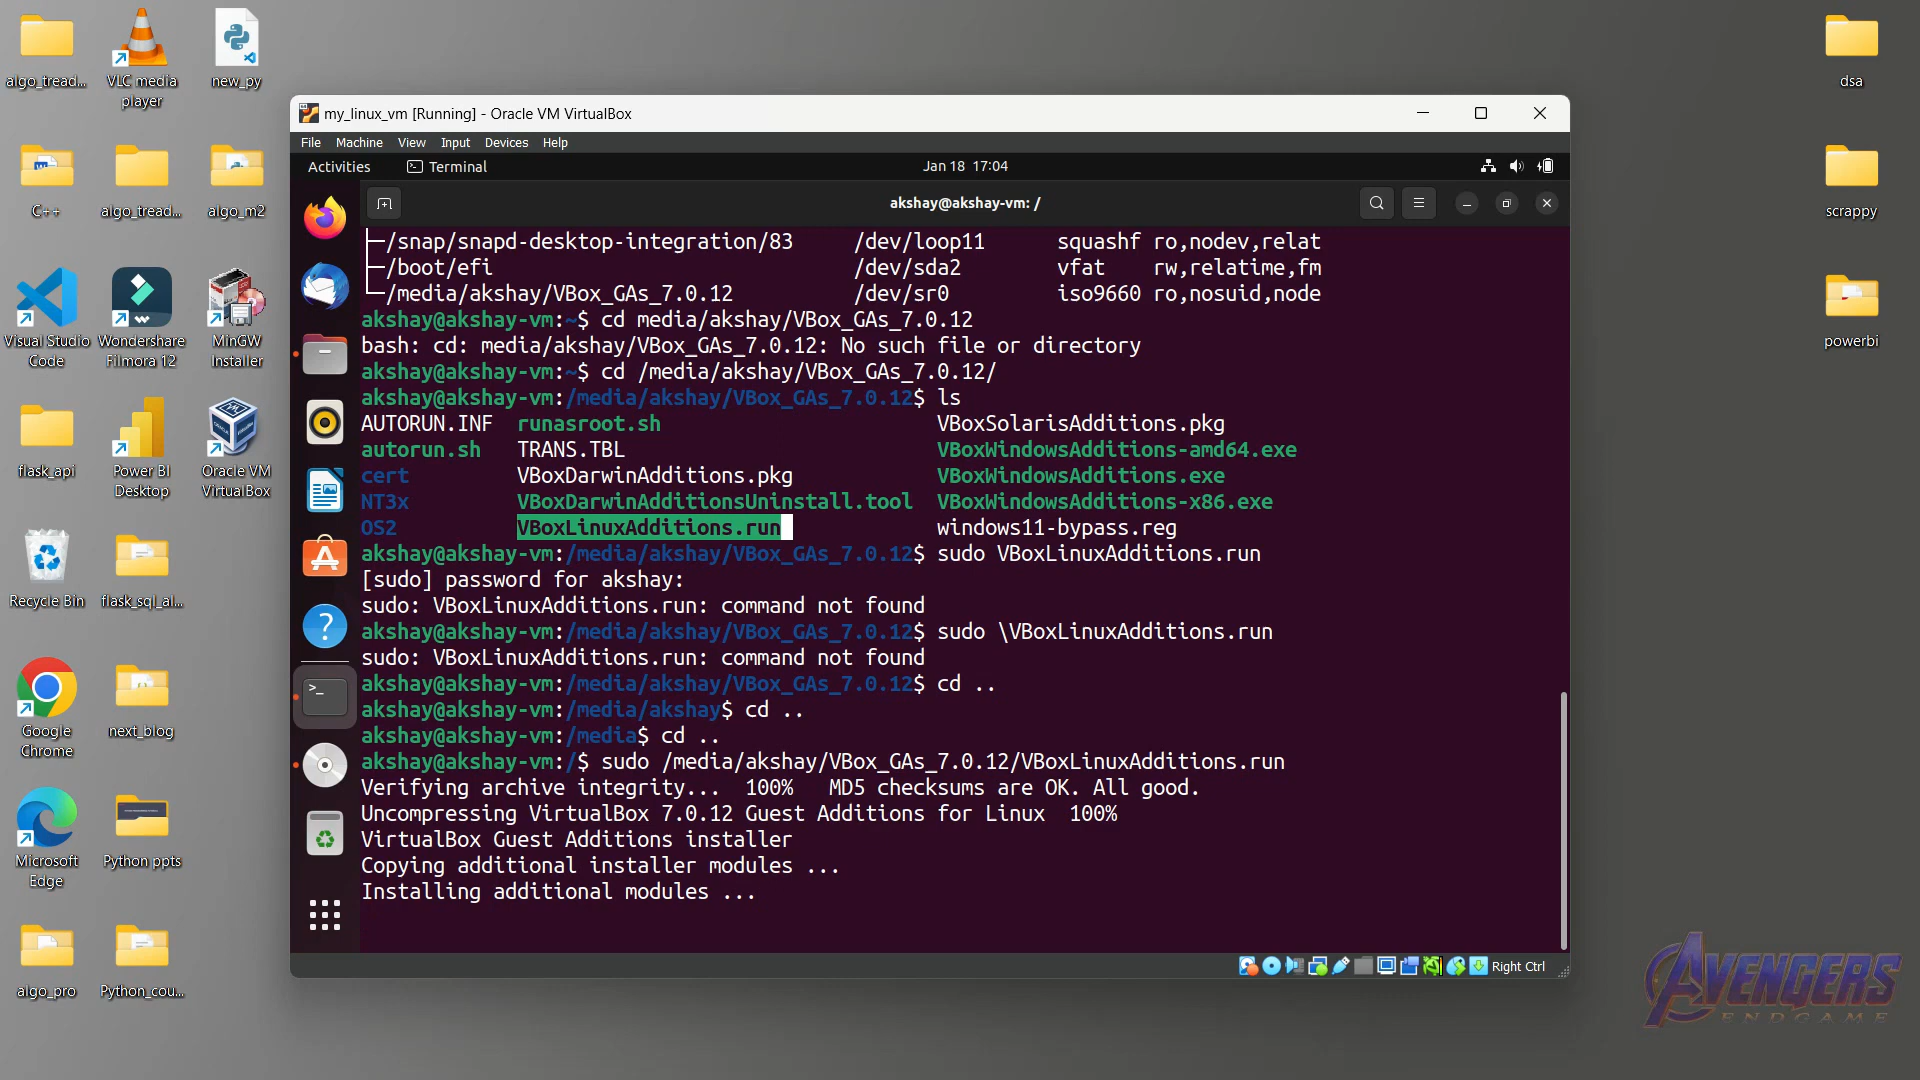 algo_tread...
VLC media
player
new_py
dsa
C++
algo_tread...
algo_m2
scrappy
Visual Studio
Code
Wondershare
Filmora 12
MinGW
Installer
powerbi
flask_api
Power BI
Desktop
Oracle VM
VirtualBox
Recycle Bin
flask_sql_al...
Google
Chrome
next_blog
Microsoft
Edge
Python ppts
algo_pro
Python_cou...
my_linux_vm [Running] - Oracle VM VirtualBox
File Machine View Input Devices Help
Activities Terminal Jan 18 17:04
akshay@akshay-vm: /
├─/snap/snapd-desktop-integration/83 /dev/loop11 squashf ro,nodev,relat
├─/boot/efi /dev/sda2 vfat rw,relatime,fm
└─/media/akshay/VBox_GAs_7.0.12 /dev/sr0 iso9660 ro,nosuid,node
akshay@akshay-vm:~$ cd media/akshay/VBox_GAs_7.0.12
bash: cd: media/akshay/VBox_GAs_7.0.12: No such file or directory
akshay@akshay-vm:~$ cd /media/akshay/VBox_GAs_7.0.12/
akshay@akshay-vm:/media/akshay/VBox_GAs_7.0.12$ ls
AUTORUN.INF runasroot.sh VBoxSolarisAdditions.pkg
autorun.sh TRANS.TBL VBoxWindowsAdditions-amd64.exe
cert VBoxDarwinAdditions.pkg VBoxWindowsAdditions.exe
NT3x VBoxDarwinAdditionsUninstall.tool VBoxWindowsAdditions-x86.exe
OS2 VBoxLinuxAdditions.run windows11-bypass.reg
akshay@akshay-vm:/media/akshay/VBox_GAs_7.0.12$ sudo VBoxLinuxAdditions.run
[sudo] password for akshay:
sudo: VBoxLinuxAdditions.run: command not found
akshay@akshay-vm:/media/akshay/VBox_GAs_7.0.12$ sudo \VBoxLinuxAdditions.run
sudo: VBoxLinuxAdditions.run: command not found
akshay@akshay-vm:/media/akshay/VBox_GAs_7.0.12$ cd ..
akshay@akshay-vm:/media/akshay$ cd ..
akshay@akshay-vm:/media$ cd ..
akshay@akshay-vm:/$ sudo /media/akshay/VBox_GAs_7.0.12/VBoxLinuxAdditions.run
Verifying archive integrity... 100% MD5 checksums are OK. All good.
Uncompressing VirtualBox 7.0.12 Guest Additions for Linux 100%
VirtualBox Guest Additions installer
Copying additional installer modules ...
Installing additional modules ...
Right Ctrl
AVENGERS
ENDGAME